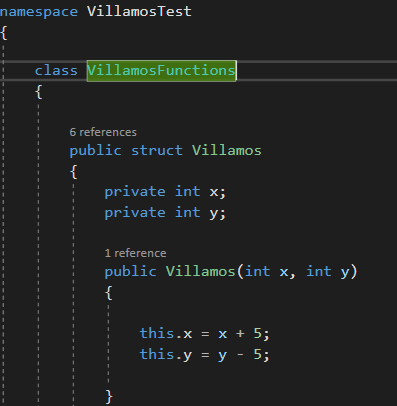 namespace VillamosTest
{
class VillamosFunctions
{
6 references
public struct Villamos
{
private int x;
private int y;
1 reference
public Villamos(int x, int y)
{
this.x = x + 5;
this.y = y - 5;
}